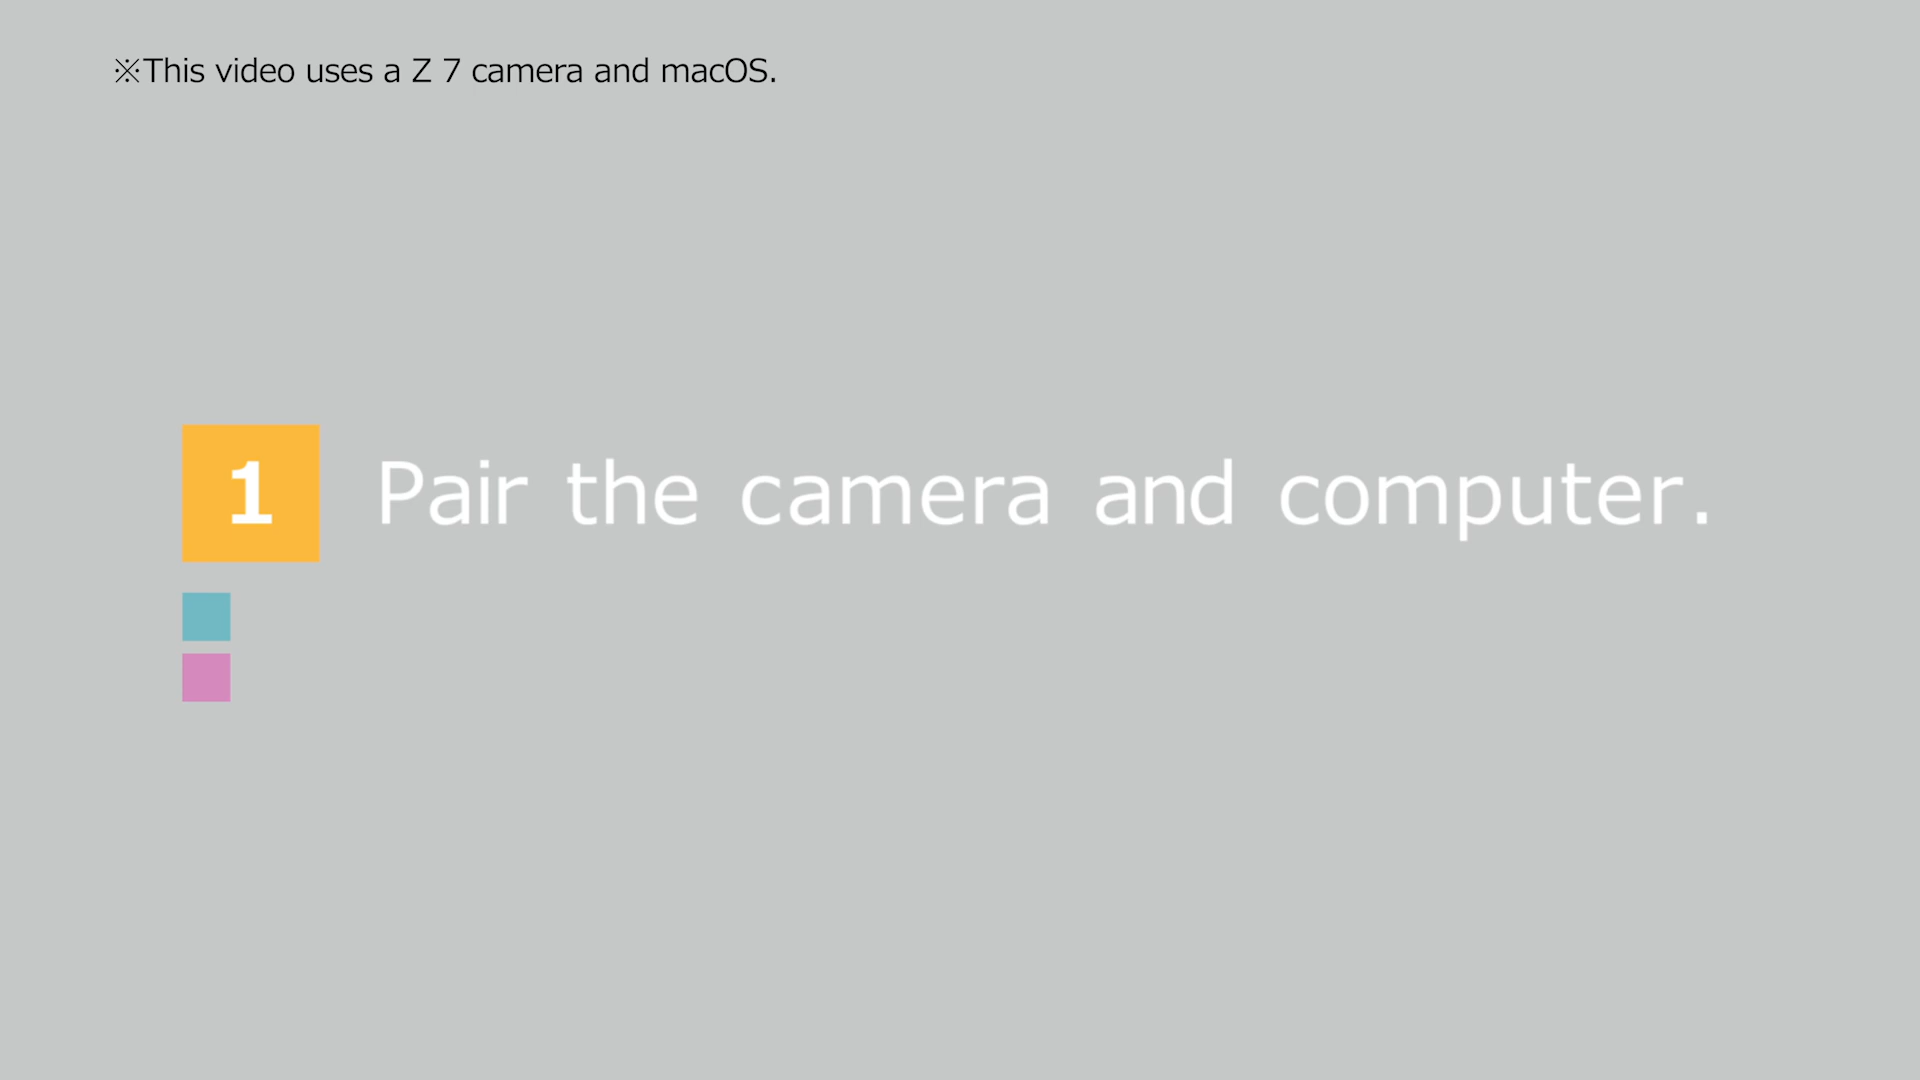 ※This video uses a Z 7 camera and macOS.
1 Pair the camera and computer.